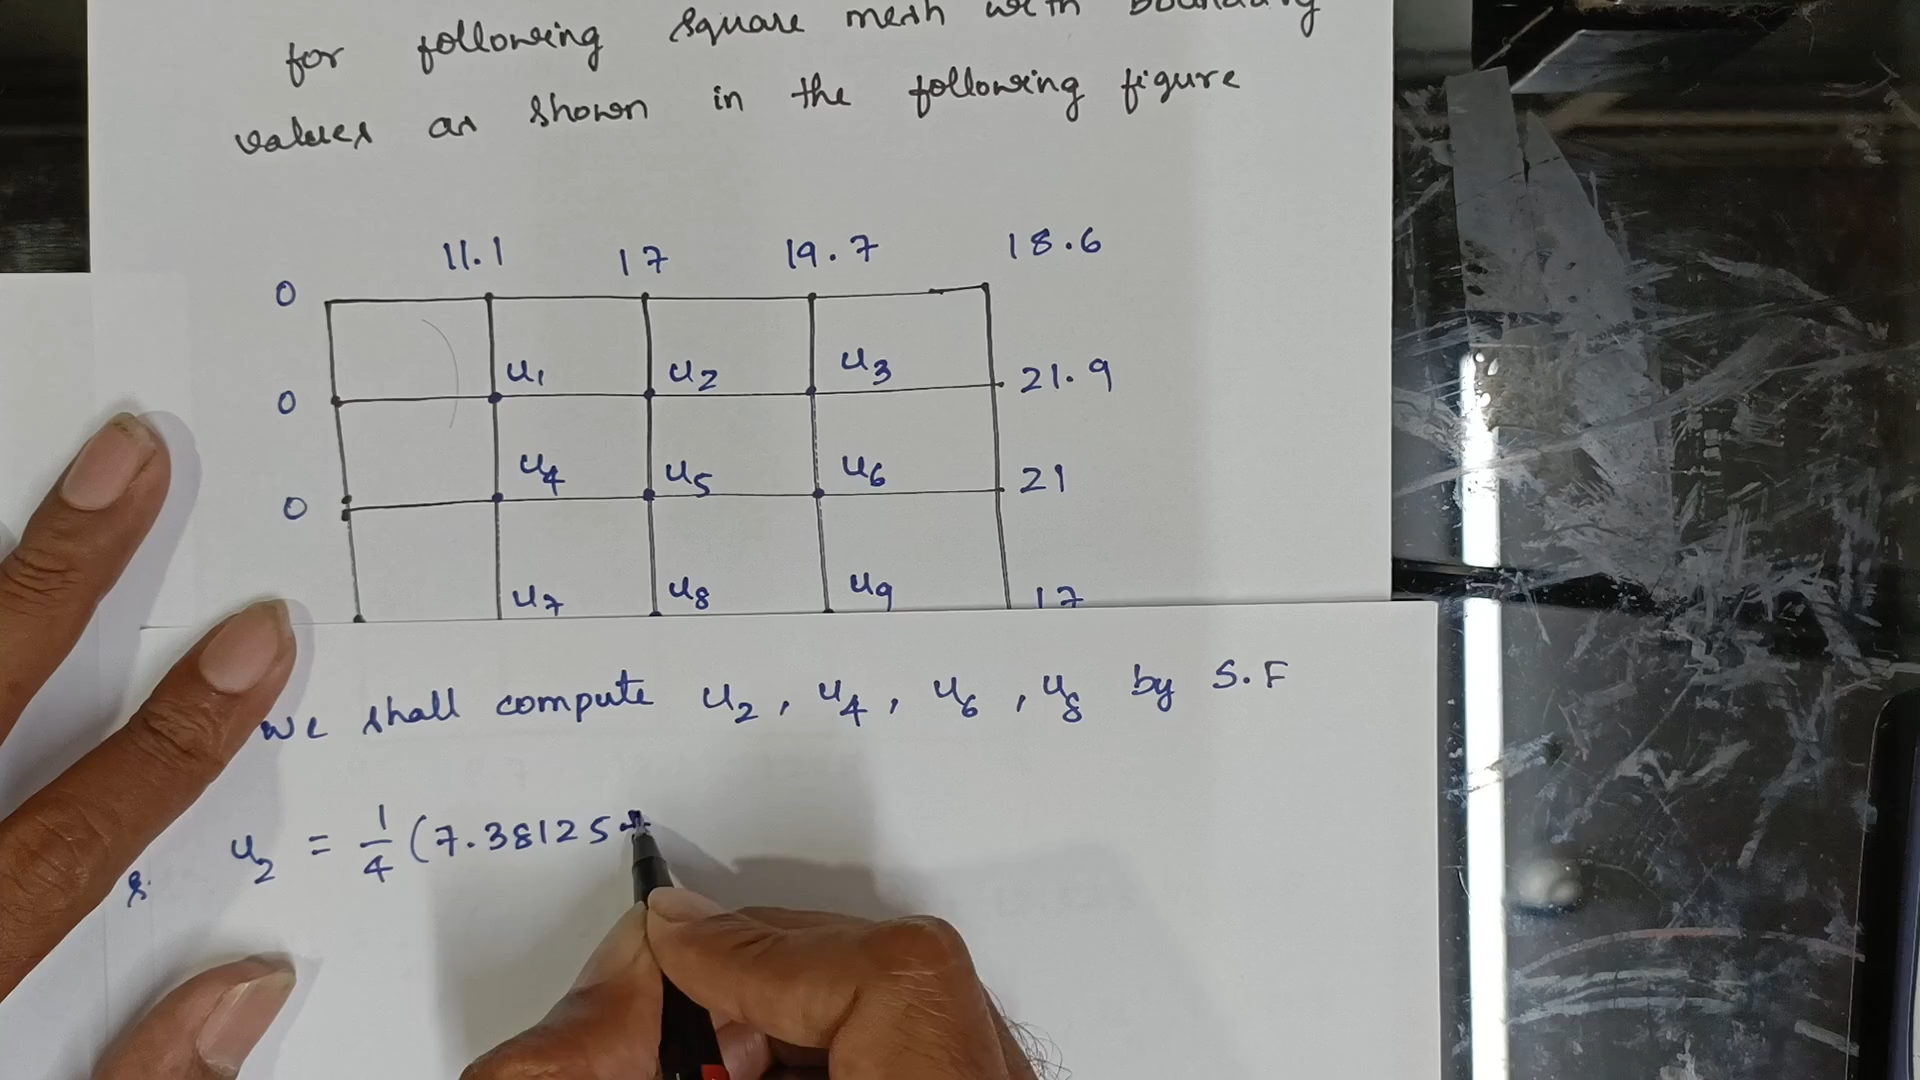 for following square mesh with boundary
values as shown in the following figure
11.1 17 19.7 18.6
0
u1 u2 u3
0 21.9
u4 u5 u6
0 21
u7 u8 u9 17
we shall compute u2, u4, u6, u8 by S.F
u2 = 1/4 (7.38125+